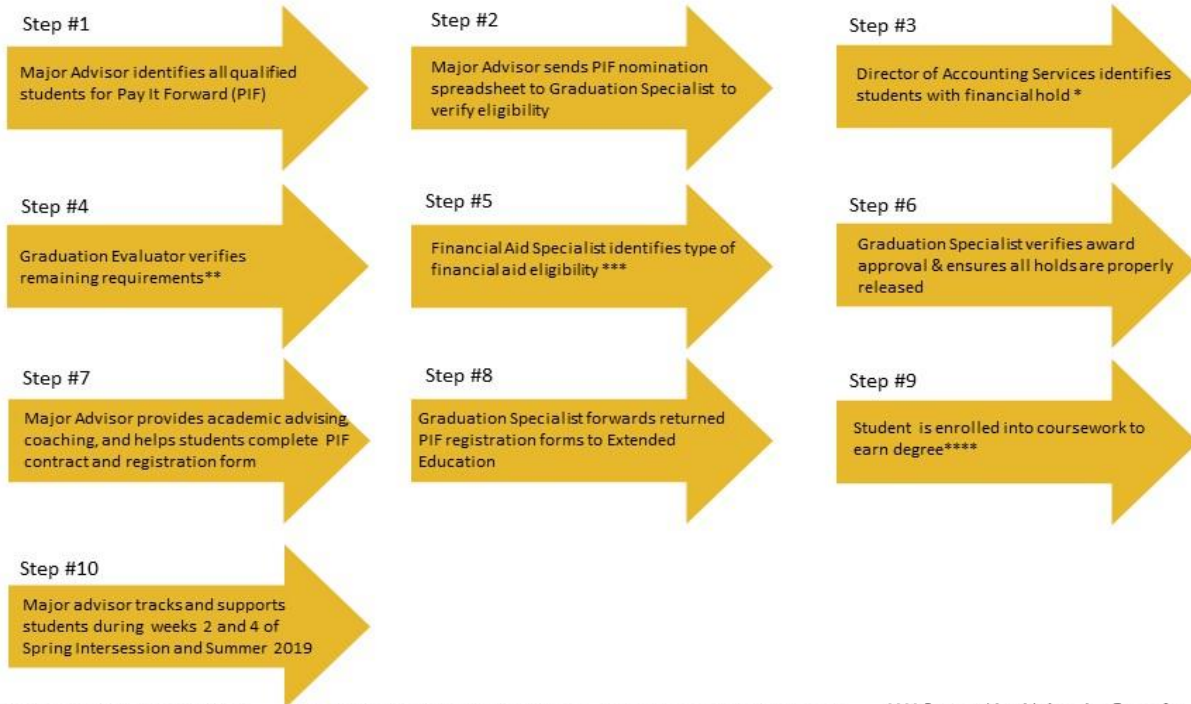 Step #1
Major Advisor identifies all qualified
students for Pay It Forward (PIF)
Step #2
Major Advisor sends PIF nomination
spreadsheet to Graduation Specialist to
verify eligibility
Step #3
Director of Accounting Services identifies
students with financial hold *
Step #4
Graduation Evaluator verifies
remaining requirements**
Step #5
Financial Aid Specialist identifies type of
financial aid eligibility ***
Step #6
Graduation Specialist verifies award
approval & ensures all holds are properly
released
Step #7
Major Advisor provides academic advising,
coaching, and helps students complete PIF
contract and registration form
Step #8
Graduation Specialist forwards returned
PIF registration forms to Extended
Education
Step #9
Student is enrolled into coursework to
earn degree****
Step #10
Major advisor tracks and supports
students during weeks 2 and 4 of
Spring Intersession and Summer 2019